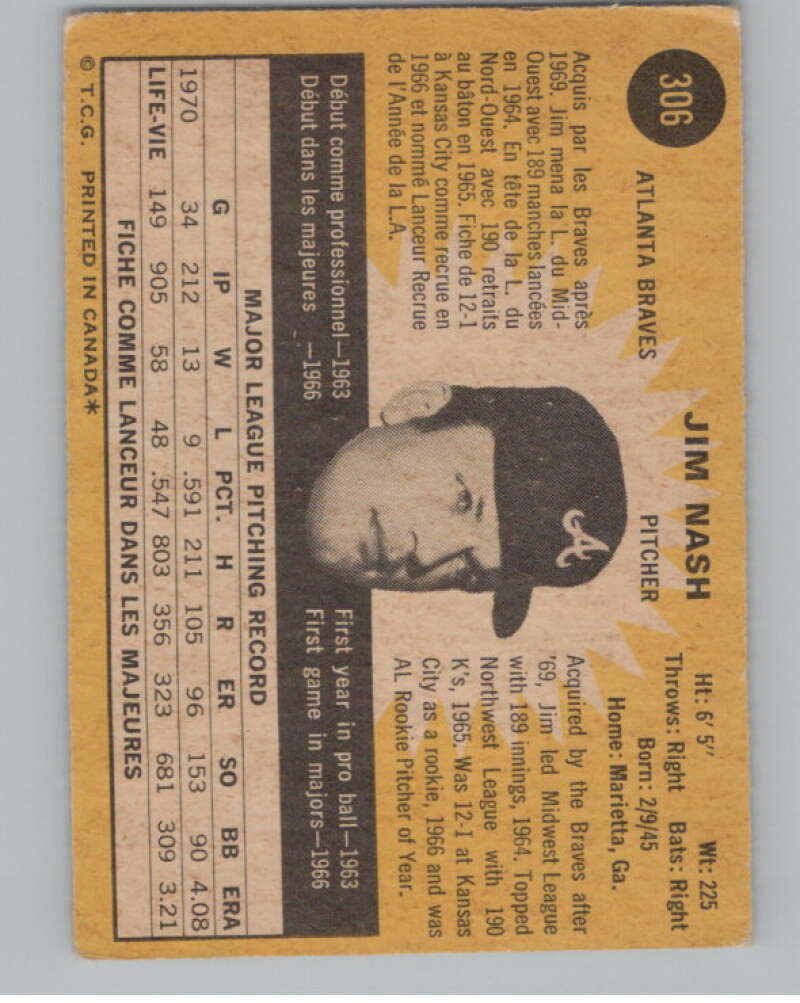 306
JIM NASH
ATLANTA BRAVES
PITCHER
Ht: 6' 5" Wt: 225
Throws: Right Bats: Right
Born: 2/9/45
Home: Marietta, Ga.
Acquis par les Braves après
1969. Jim mena la L. du Mid-
Ouest avec 189 manches lancées
en 1964. En tête de la L. du
Nord-Ouest avec 190 retraits
au bâton en 1965. Fiche de 12-1
à Kansas City comme recrue en
1966 et nommé Lanceur Recrue
de l'Année de la L.A.
A
Acquired by the Braves after
'69, Jim led Midwest League
with 189 innings, 1964. Topped
Northwest League with 190
K's, 1965. Was 12-1 at Kansas
City as a rookie, 1966 and was
AL Rookie Pitcher of Year.
Début comme professionnel—1963
Début dans les majeures —1966
First year in pro ball—1963
First game in majors—1966
MAJOR LEAGUE PITCHING RECORD
G IP W L PCT. H R ER SO BB ERA
1970 34 212 13 9 .591 211 105 96 153 90 4.08
LIFE-VIE 149 905 58 48 .547 803 356 323 681 309 3.21
FICHE COMME LANCEUR DANS LES MAJEURES
© T.C.G. PRINTED IN CANADA*